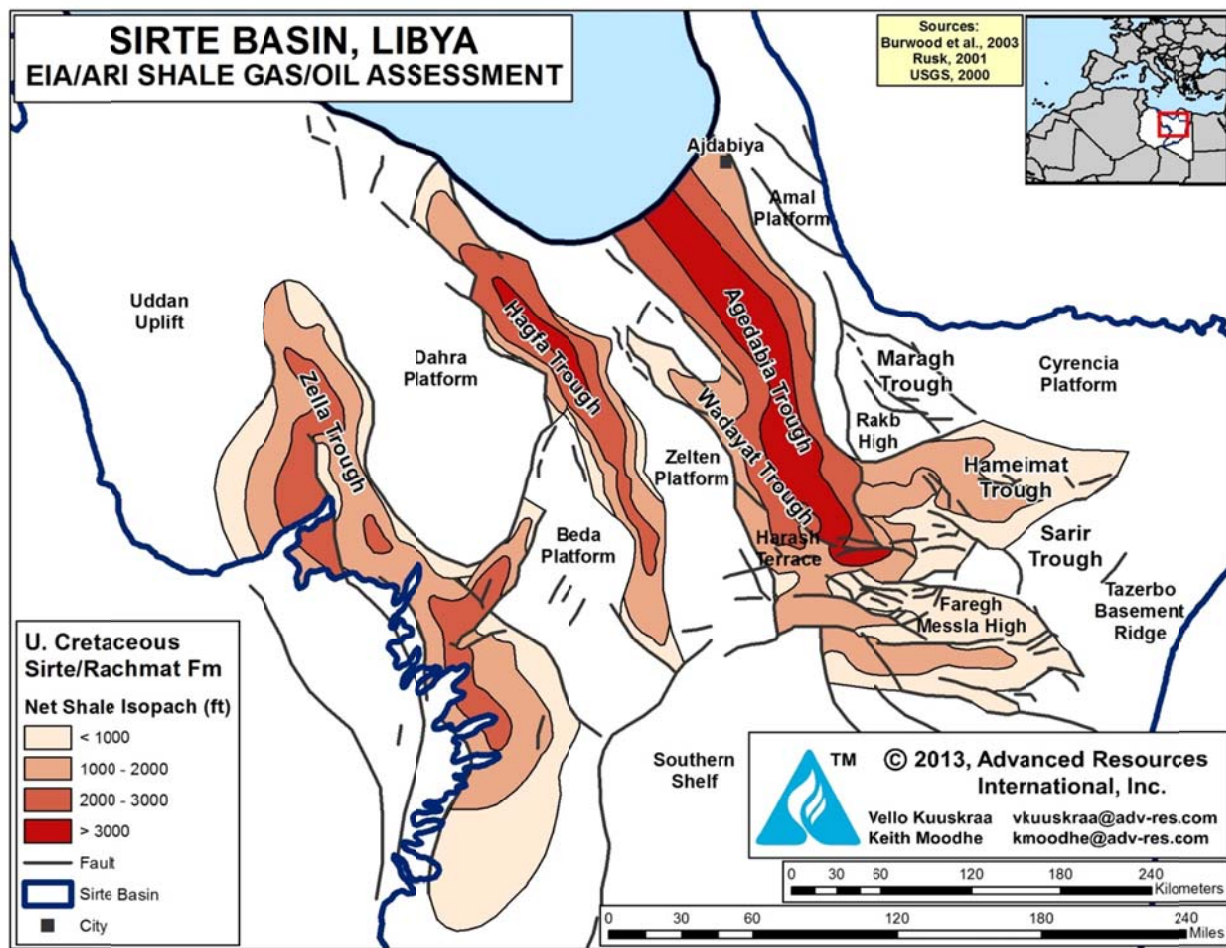 SIRTE BASIN, LIBYA
EIA/ARI SHALE GAS/OIL ASSESSMENT
Sources:
Burwood et al., 2003
Rusk, 2001
USGS, 2000
Ajdabiya
Amal
Platform
Uddan
Uplift
Dahra
Platform
Hagfa Trough
Zella Trough
Agedabia Trough
Wadayat Trough
Maragh
Trough
Cyrencia
Platform
Rakb
High
Zelten
Platform
Hameimat
Trough
Beda
Platform
Harash
Terrace
Sarir
Trough
Tazerbo
Basement
Ridge
Faregh
Messla High
Southern
Shelf
U. Cretaceous
Sirte/Rachmat Fm
Net Shale Isopach (ft)
< 1000
1000 - 2000
2000 - 3000
> 3000
Fault
Sirte Basin
City
TM
© 2013, Advanced Resources
International, Inc.
Vello Kuuskraa vkuuskraa@adv-res.com
Keith Moodhe kmoodhe@adv-res.com
0 30 60 120 180 240
Kilometers
0 30 60 120 180 240
Miles